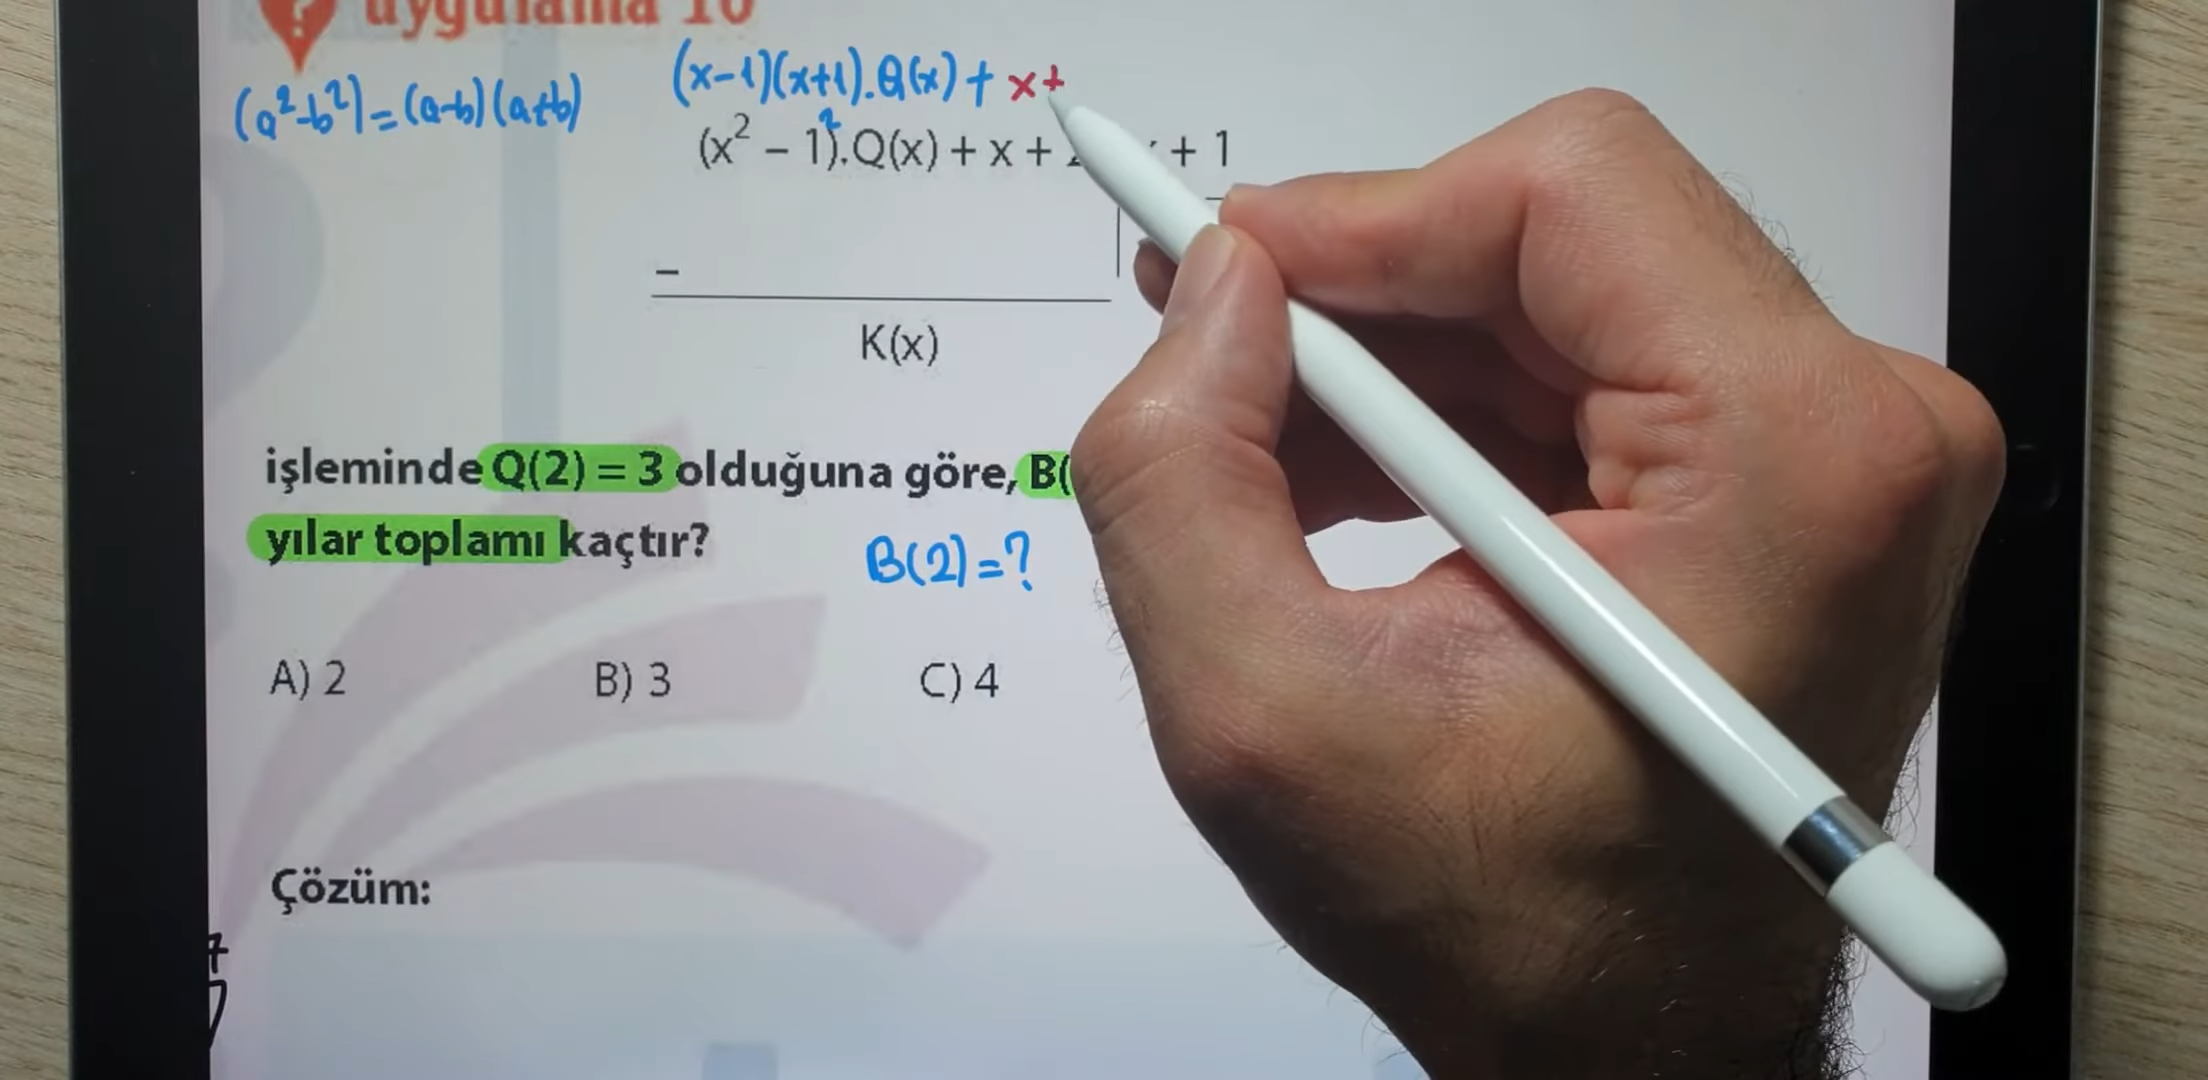 uygulama 10
(x-1)(x+1).Q(x) + x+
(a²-b²)=(a-b)(a+b)
(x² – 1)².Q(x) + x + + 1
–
K(x)
işleminde Q(2) = 3 olduğuna göre, B(
yılar toplamı kaçtır?
B(2)=?
A) 2 B) 3 C) 4
Çözüm: